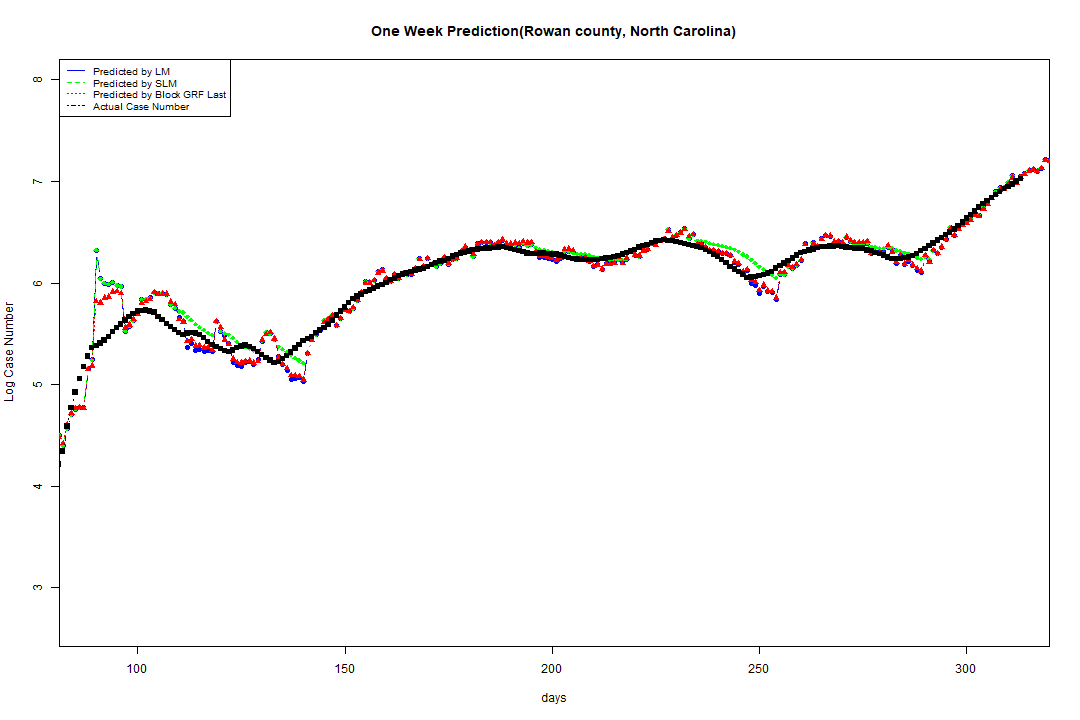 One Week Prediction(Rowan county, North Carolina)
Predicted by LM
Predicted by SLM
Predicted by Block GRF Last
Actual Case Number
8
7
6
5
4
3
Log Case Number
100 150 200 250 300
days